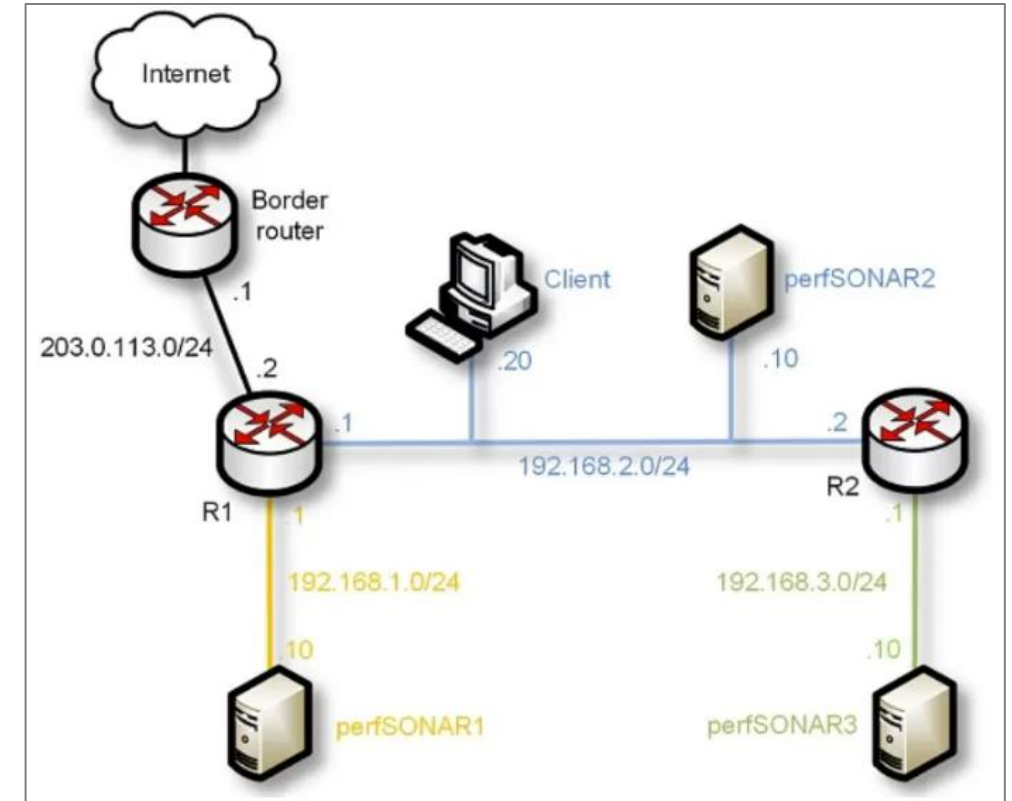 Internet
Border
router
.1
203.0.113.0/24
.2
Client
.20
perfSONAR2
.10
.1
192.168.2.0/24
.2
R1
R2
.1
192.168.1.0/24
.10
perfSONAR1
.1
192.168.3.0/24
.10
perfSONAR3